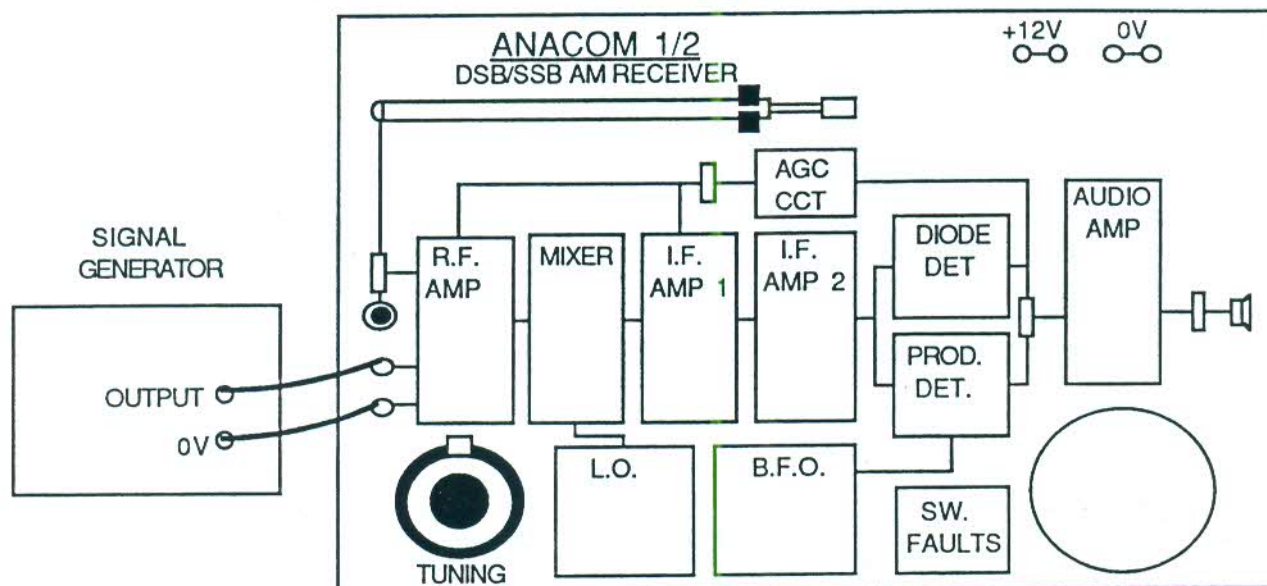 ANACOM 1/2
DSB/SSB AM RECEIVER
+12V
0V
AGC
CCT
AUDIO
AMP
SIGNAL
GENERATOR
R.F.
AMP
MIXER
I.F.
AMP 1
I.F.
AMP 2
DIODE
DET
PROD.
DET.
OUTPUT
0V
L.O.
B.F.O.
SW.
FAULTS
TUNING